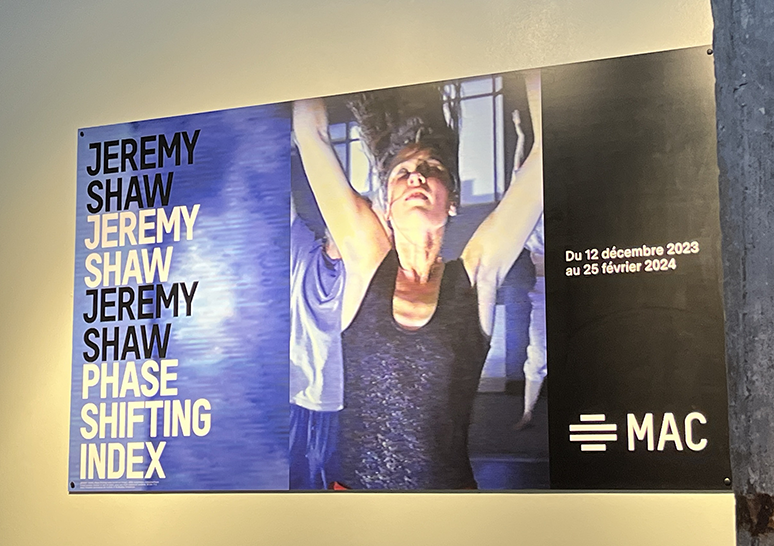 JEREMY
SHAW
JEREMY
SHAW
JEREMY
SHAW
PHASE
SHIFTING
INDEX
Du 12 décembre 2023
au 25 février 2024
MAC